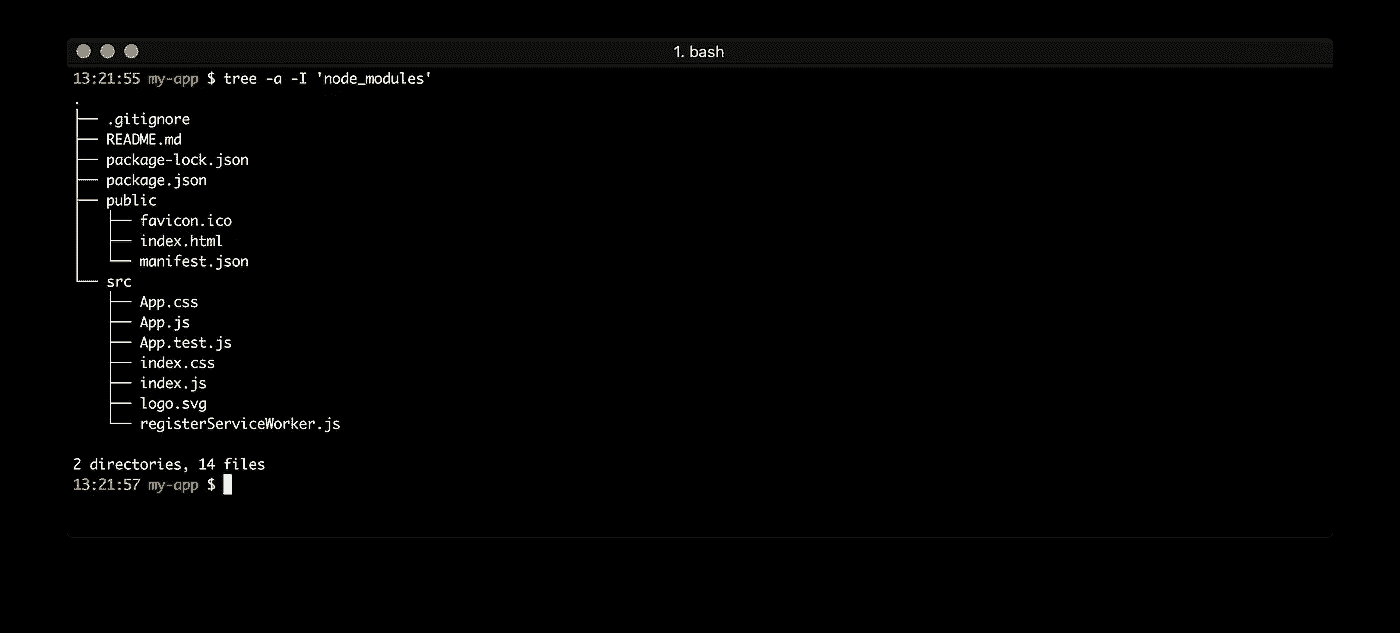 1. bash
13:21:55 my-app $ tree -a -I 'node_modules'
.
├── .gitignore
├── README.md
├── package-lock.json
├── package.json
├── public
│   ├── favicon.ico
│   ├── index.html
│   └── manifest.json
└── src
    ├── App.css
    ├── App.js
    ├── App.test.js
    ├── index.css
    ├── index.js
    ├── logo.svg
    └── registerServiceWorker.js
2 directories, 14 files
13:21:57 my-app $